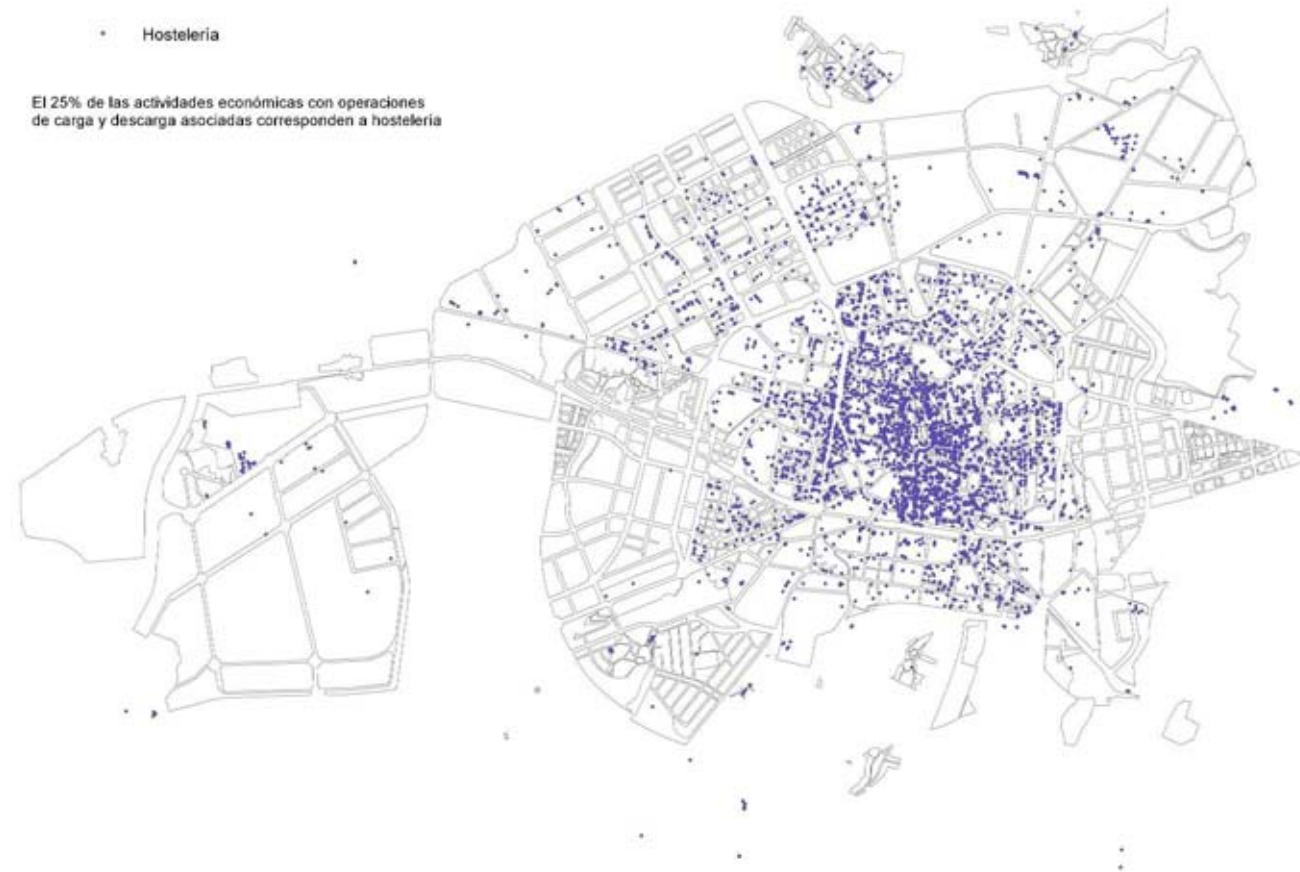 Hostelería
El 25% de las actividades económicas con operaciones
de carga y descarga asociadas corresponden a hostelería